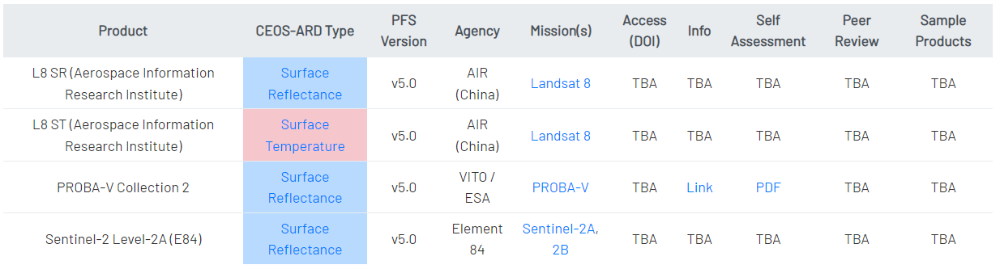 Product CEOS-ARD Type PFS Version Agency Mission(s) Access (DOI) Info Self Assessment Peer Review Sample Products
L8 SR (Aerospace Information Research Institute) Surface Reflectance v5.0 AIR (China) Landsat 8 TBA TBA TBA TBA TBA
L8 ST (Aerospace Information Research Institute) Surface Temperature v5.0 AIR (China) Landsat 8 TBA TBA TBA TBA TBA
PROBA-V Collection 2 Surface Reflectance v5.0 VITO / ESA PROBA-V TBA Link PDF TBA TBA
Sentinel-2 Level-2A (E84) Surface Reflectance v5.0 Element 84 Sentinel-2A, 2B TBA TBA TBA TBA TBA